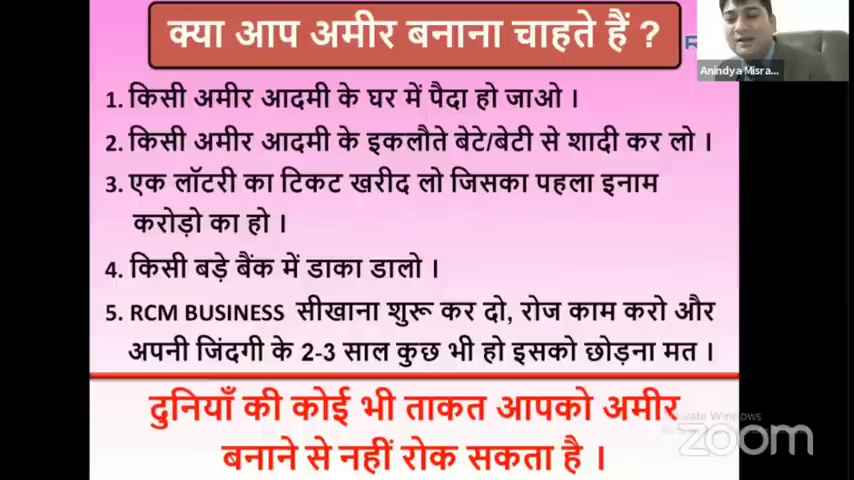 क्या आप अमीर बनाना चाहते हैं ?
Anindya Misra...
1. किसी अमीर आदमी के घर में पैदा हो जाओ ।
2. किसी अमीर आदमी के इकलौते बेटे/बेटी से शादी कर लो ।
3. एक लॉटरी का टिकट खरीद लो जिसका पहला इनाम
करोड़ो का हो ।
4. किसी बड़े बैंक में डाका डालो ।
5. RCM BUSINESS सीखाना शुरू कर दो, रोज काम करो और
अपनी जिंदगी के 2-3 साल कुछ भी हो इसको छोड़ना मत ।
दुनियाँ की कोई भी ताकत आपको अमीर
बनाने से नहीं रोक सकता है ।
Windows
zoom